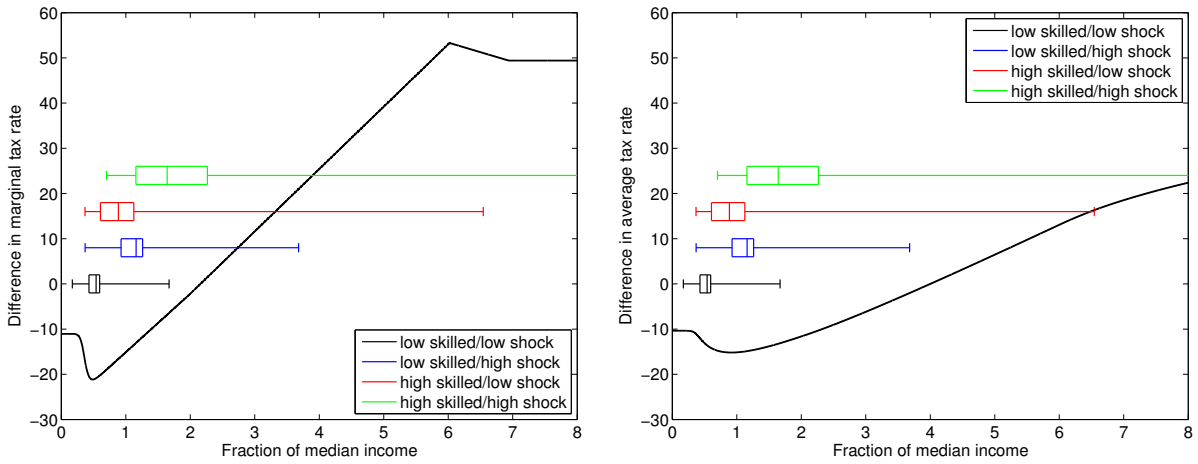 60
50
40
30
20
10
0
−10
−20
−30
0 1 2 3 4 5 6 7 8
Difference in marginal tax rate
Fraction of median income
low skilled/low shock
low skilled/high shock
high skilled/low shock
high skilled/high shock
60
50
40
30
20
10
0
−10
−20
−30
0 1 2 3 4 5 6 7 8
Difference in average tax rate
Fraction of median income
low skilled/low shock
low skilled/high shock
high skilled/low shock
high skilled/high shock